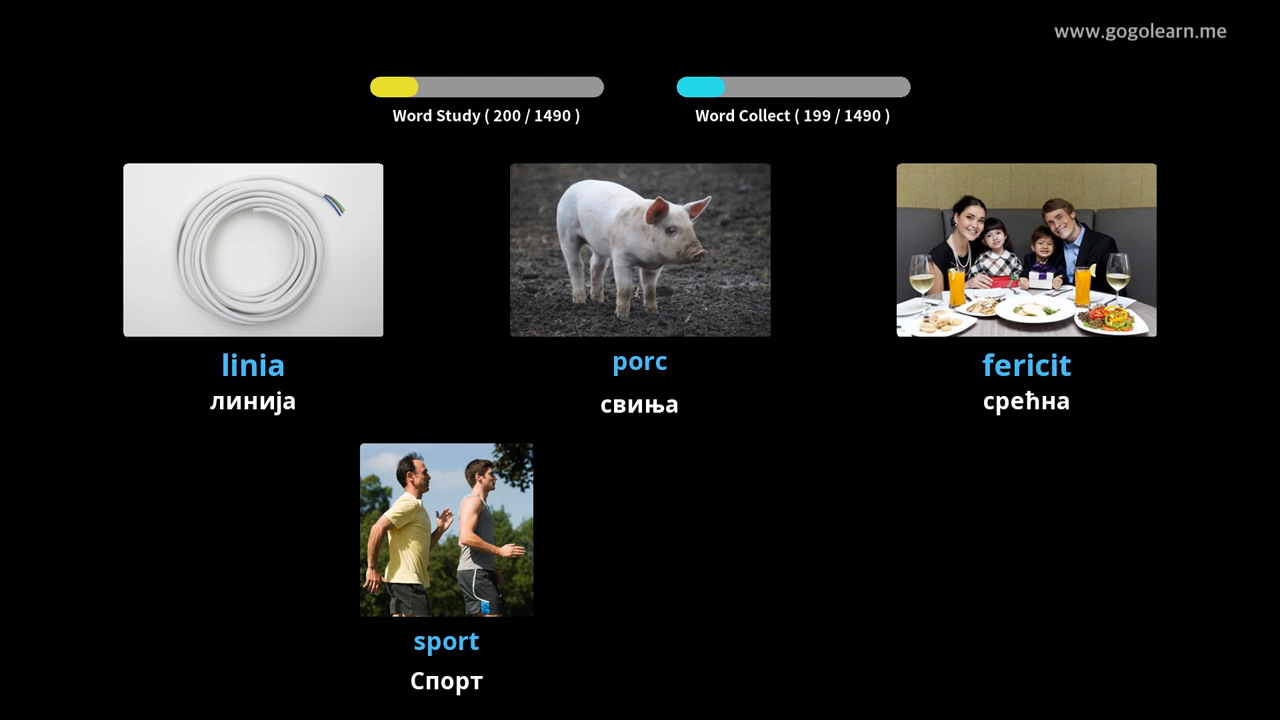 www.gogolearn.me
Word Study ( 200 / 1490 )
Word Collect ( 199 / 1490 )
linia
линија
porc
свиња
fericit
срећна
sport
Спорт